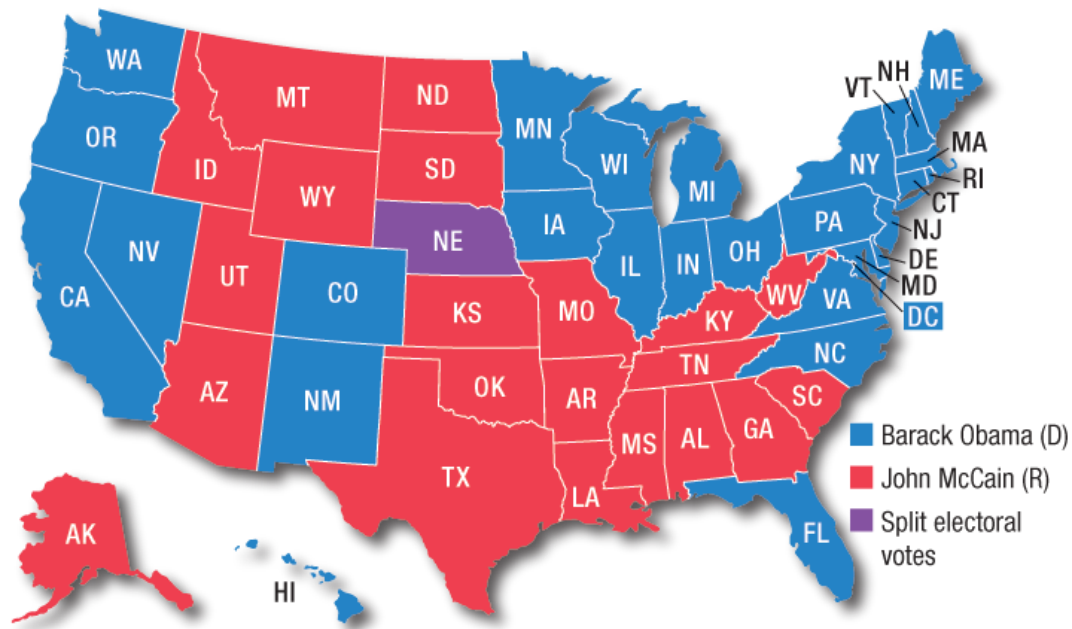 WA
MT
ND
MN
VT
NH
ME
OR
ID
SD
WI
MI
NY
MA
RI
CT
WY
NE
IA
PA
NJ
NV
IL
IN
OH
DE
MD
DC
CA
UT
CO
KS
MO
WV
VA
KY
NC
AZ
NM
OK
AR
TN
SC
TX
LA
MS
AL
GA
FL
AK
HI
Barack Obama (D)
John McCain (R)
Split electoral
votes